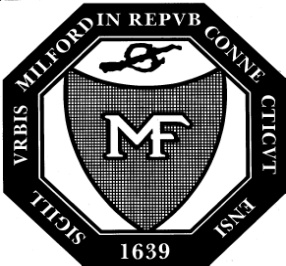 SIGILL VRBIS MILFORD IN REPVB CONNE CTICVT ENSI
MF
1639